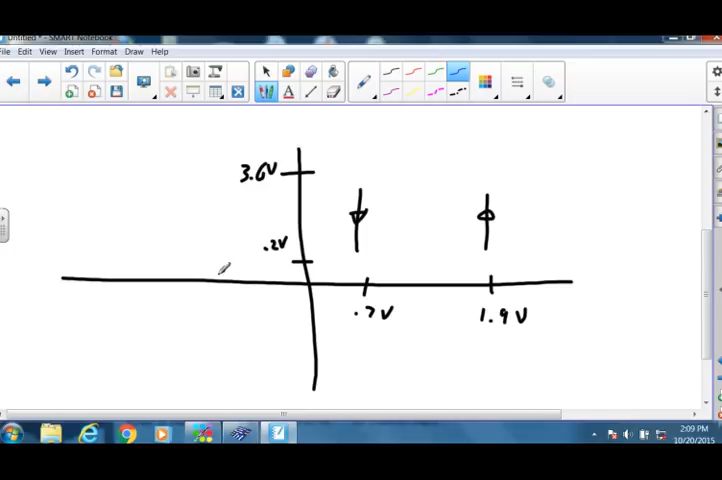 Untitled * - SMART Notebook
File Edit View Insert Format Draw Help
3.6V
.2V
.7V
1.9V
2:09 PM
10/20/2015